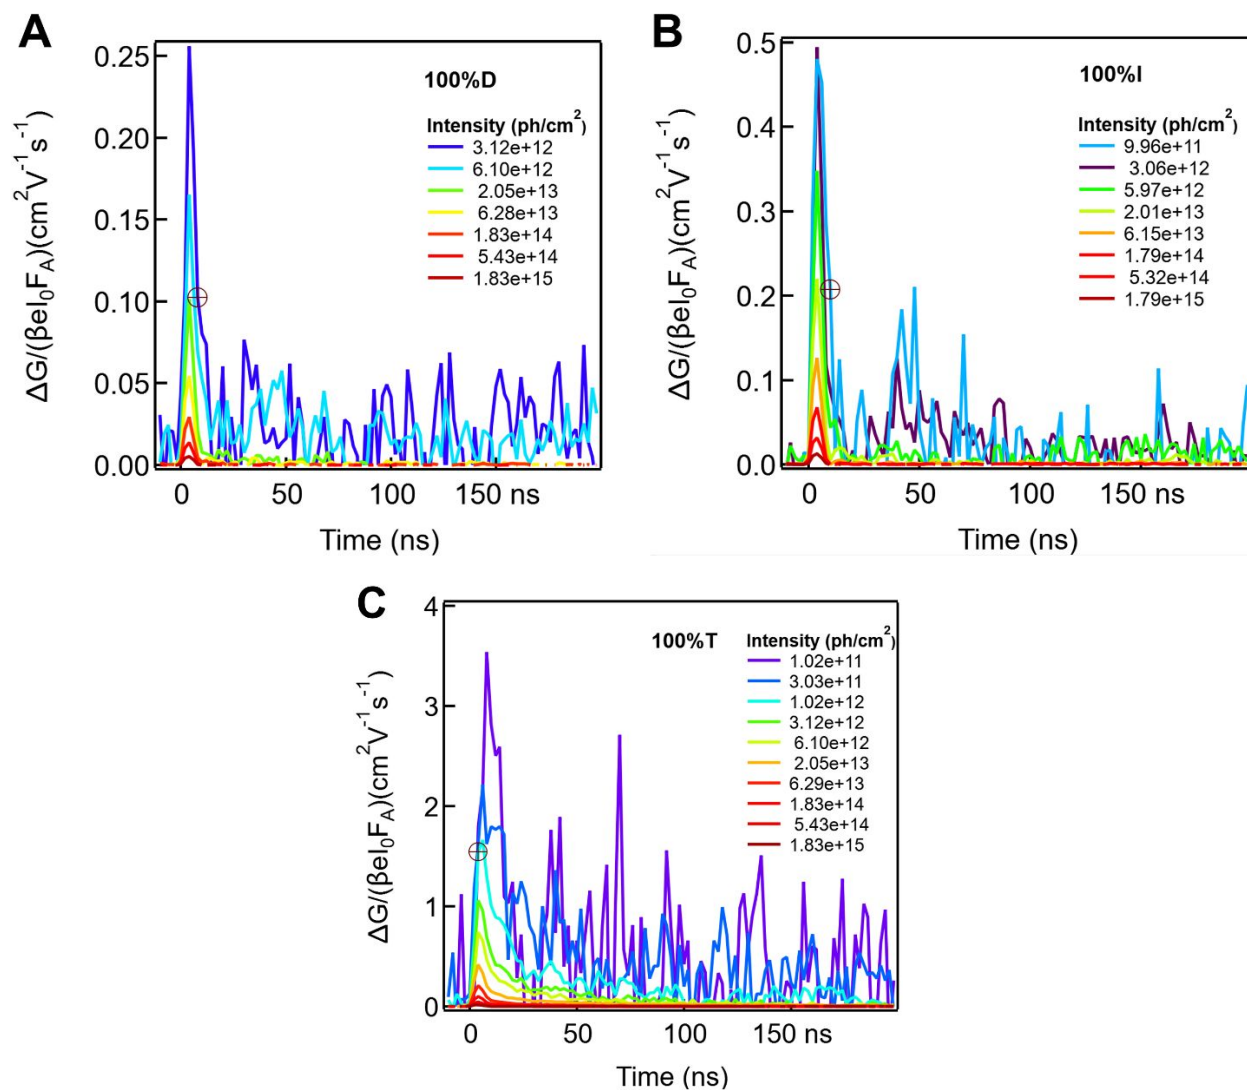 A
0.25
0.20
0.15
0.10
0.05
0.00
ΔG/(βeI₀F_A)(cm²V⁻¹s⁻¹)
100%D
Intensity (ph/cm²)
3.12e+12
6.10e+12
2.05e+13
6.28e+13
1.83e+14
5.43e+14
1.83e+15
0 50 100 150 ns
Time (ns)
B
0.5
0.4
0.3
0.2
0.1
0.0
ΔG/(βeI₀F_A)(cm²V⁻¹s⁻¹)
100%I
Intensity (ph/cm²)
9.96e+11
3.06e+12
5.97e+12
2.01e+13
6.15e+13
1.79e+14
5.32e+14
1.79e+15
0 50 100 150 ns
Time (ns)
C
4
3
2
1
0
ΔG/(βeI₀F_A)(cm²V⁻¹s⁻¹)
100%T
Intensity (ph/cm²)
1.02e+11
3.03e+11
1.02e+12
3.12e+12
6.10e+12
2.05e+13
6.29e+13
1.83e+14
5.43e+14
1.83e+15
0 50 100 150 ns
Time (ns)